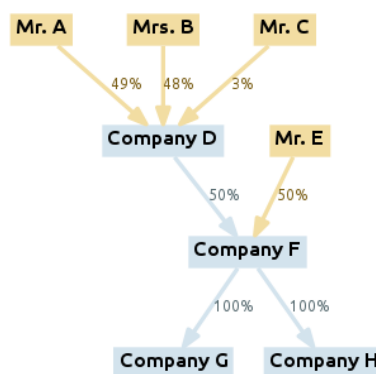 Mr. A
Mrs. B
Mr. C
49%
48%
3%
Company D
Mr. E
50%
50%
Company F
100%
100%
Company G
Company H